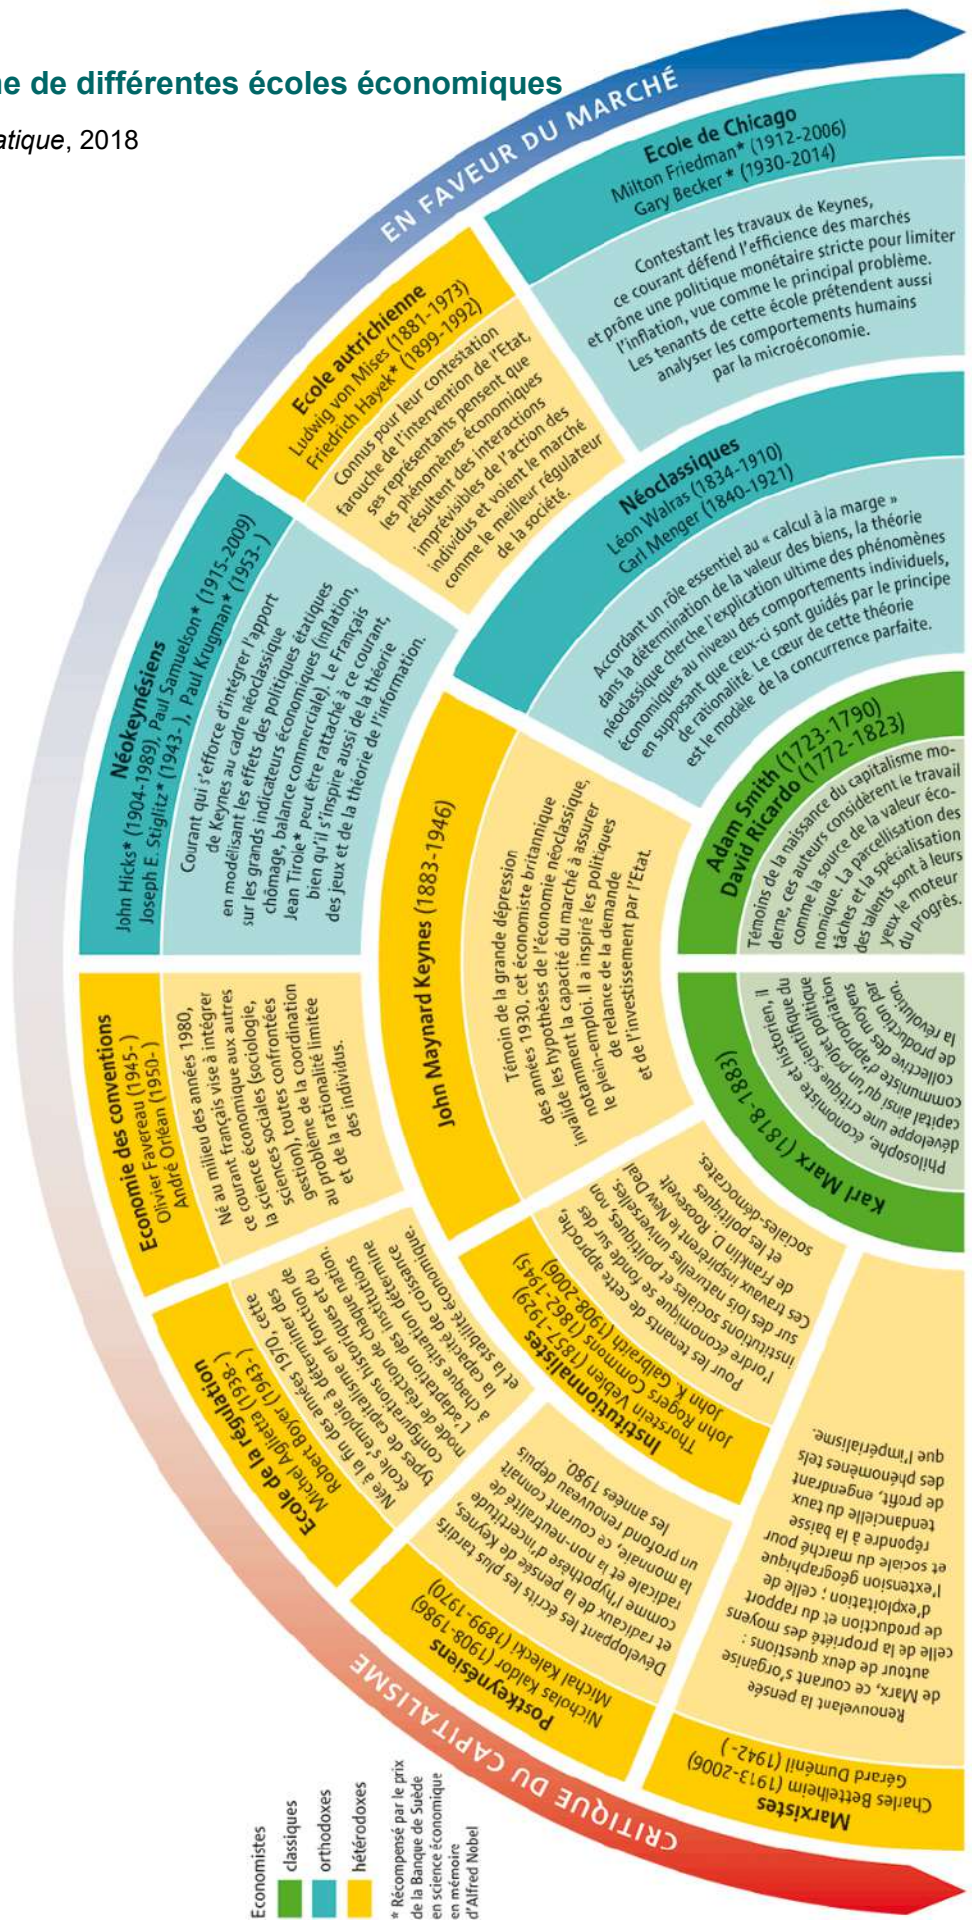 ne de différentes écoles économiques
atique, 2018
EN FAVEUR DU MARCHÉ
Ecole de Chicago
Milton Friedman* (1912-2006)
Gary Becker* (1930-2014)
Contestant les travaux de Keynes,
ce courant défend l'efficience des marchés
et prône une politique monétaire stricte pour limiter
l'inflation, vue comme le principal problème.
Les tenants de cette école prétendent aussi
analyser les comportements humains
par la microéconomie.
Ecole autrichienne
Ludwig von Mises (1881-1973)
Friedrich Hayek* (1899-1992)
Connus pour leur contestation
farouche de l'intervention de l'Etat,
ses représentants pensent que
les phénomènes économiques
résultent des interactions
imprévisibles de l'action des
individus et voient le marché
comme le meilleur régulateur
de la société.
Néoclassiques
Léon Walras (1834-1910)
Carl Menger (1840-1921)
Accordant un rôle essentiel au « calcul à la marge »
dans la détermination de la valeur des biens, la théorie
néoclassique cherche l'explication ultime des phénomènes
économiques au niveau des comportements individuels,
en supposant que ceux-ci sont guidés par le principe
de rationalité. Le cœur de cette théorie
est le modèle de la concurrence parfaite.
Néokeynésiens
John Hicks* (1904-1989), Paul Samuelson* (1915-2009)
Joseph E. Stiglitz* (1943- ), Paul Krugman* (1953- )
Courant qui s'efforce d'intégrer l'apport
de Keynes au cadre néoclassique
en modélisant les effets des politiques étatiques
sur les grands indicateurs économiques (inflation,
chômage, balance commerciale). Le Français
Jean Tirole* peut être rattaché à ce courant,
bien qu'il s'inspire aussi de la théorie
des jeux et de la théorie de l'information.
Adam Smith (1723-1790)
David Ricardo (1772-1823)
Témoins de la naissance du capitalisme mo-
derne, ces auteurs considèrent le travail
comme la source de la valeur éco-
nomique. La parcellisation des
tâches et la spécialisation
des talents sont à leurs
yeux le moteur
du progrès.
John Maynard Keynes (1883-1946)
Témoin de la grande dépression
des années 1930, cet économiste britannique
invalide les hypothèses de l'économie néoclassique,
notamment la capacité du marché à assurer
le plein-emploi. Il a inspiré les politiques
de relance de la demande
et de l'investissement par l'Etat.
Karl Marx (1818-1883)
Philosophe, économiste et historien, il
développe une critique scientifique du
capital ainsi qu'un projet politique
communiste d'appropriation
collective des moyens
de production par
la révolution.
Economie des conventions
Olivier Favereau (1945- )
André Orléan (1950- )
Né au milieu des années 1980,
ce courant français vise à intégrer
la science économique aux autres
sciences sociales (sociologie,
gestion), toutes confrontées
au problème de la coordination
et de la rationalité limitée
des individus.
Ecole de la régulation
Michel Aglietta (1938- )
Robert Boyer (1943- )
Née à la fin des années 1970, cette
école s'emploie à déterminer des
types de capitalisme en fonction de
configurations historiques et du
mode de réaction de chaque nation.
L'adaptation des institutions
à chaque situation détermine
la capacité de croissance
et la stabilité économique.
Institutionnalistes
Thorstein Veblen (1857-1929)
John Rogers Commons (1862-1945)
John K. Galbraith (1908-2006)
Pour les tenants de cette approche,
l'ordre économique se fonde sur des
institutions sociales et politiques, non
sur des lois naturelles universelles.
Ces travaux inspirèrent le New Deal
de Franklin D. Roosevelt
et les politiques
sociales-démocrates.
Postkeynésiens
Nicholas Kaldor (1908-1986)
Michal Kalecki (1899-1970)
Développant les écrits les plus tardifs
et radicaux de la pensée de Keynes,
comme l'hypothèse d'incertitude
radicale et la non-neutralité de
la monnaie, ce courant connaît
un profond renouveau depuis
les années 1980.
Marxistes
Charles Bettelheim (1913-2006)
Gérard Duménil (1942- )
Renouvelant la pensée
de Marx, ce courant s'organise
autour de deux questions :
celle de la propriété des moyens
de production et du rapport
d'exploitation ; celle de
l'extension géographique
et sociale du marché pour
répondre à la baisse
tendancielle du taux
de profit, engendrant
des phénomènes tels
que l'impérialisme.
CRITIQUE DU CAPITALISME
Economistes
classiques
orthodoxes
hétérodoxes
* Récompensé par le prix
de la Banque de Suède
en science économique
en mémoire
d'Alfred Nobel